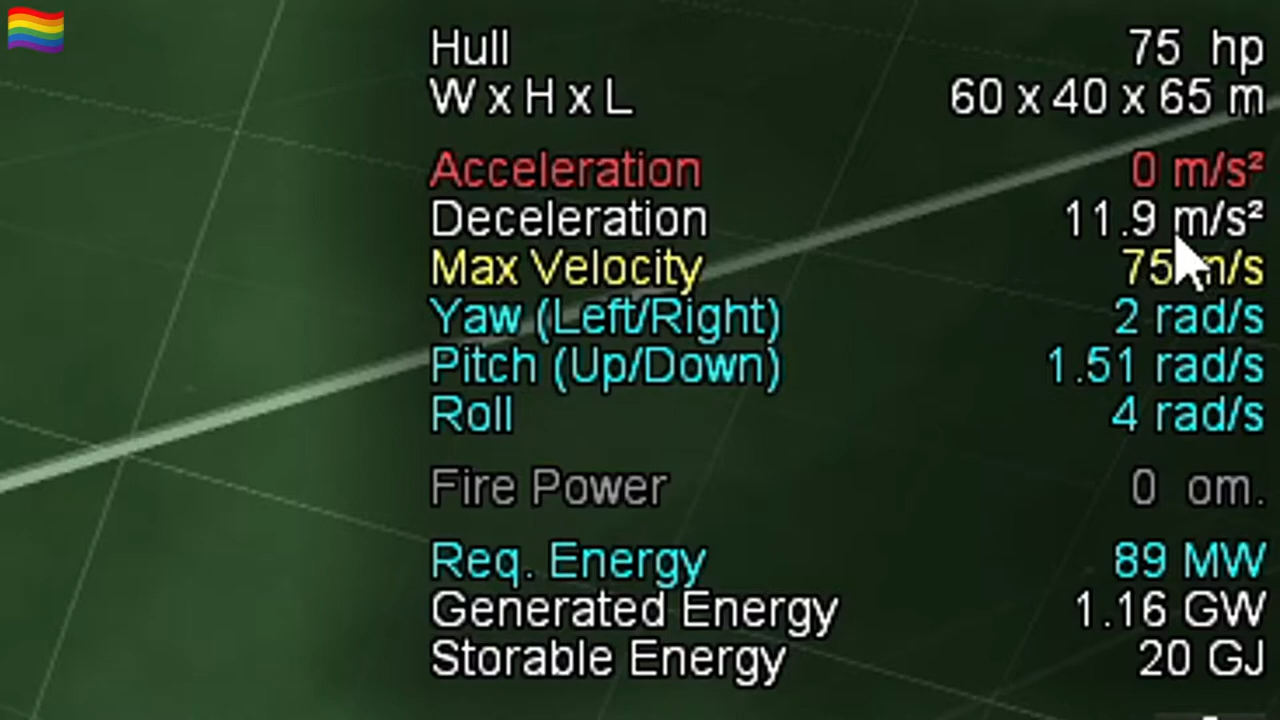 Hull 75 hp
W x H x L 60 x 40 x 65 m
Acceleration 0 m/s²
Deceleration 11.9 m/s²
Max Velocity 75 m/s
Yaw (Left/Right) 2 rad/s
Pitch (Up/Down) 1.51 rad/s
Roll 4 rad/s
Fire Power 0 om.
Req. Energy 89 MW
Generated Energy 1.16 GW
Storable Energy 20 GJ